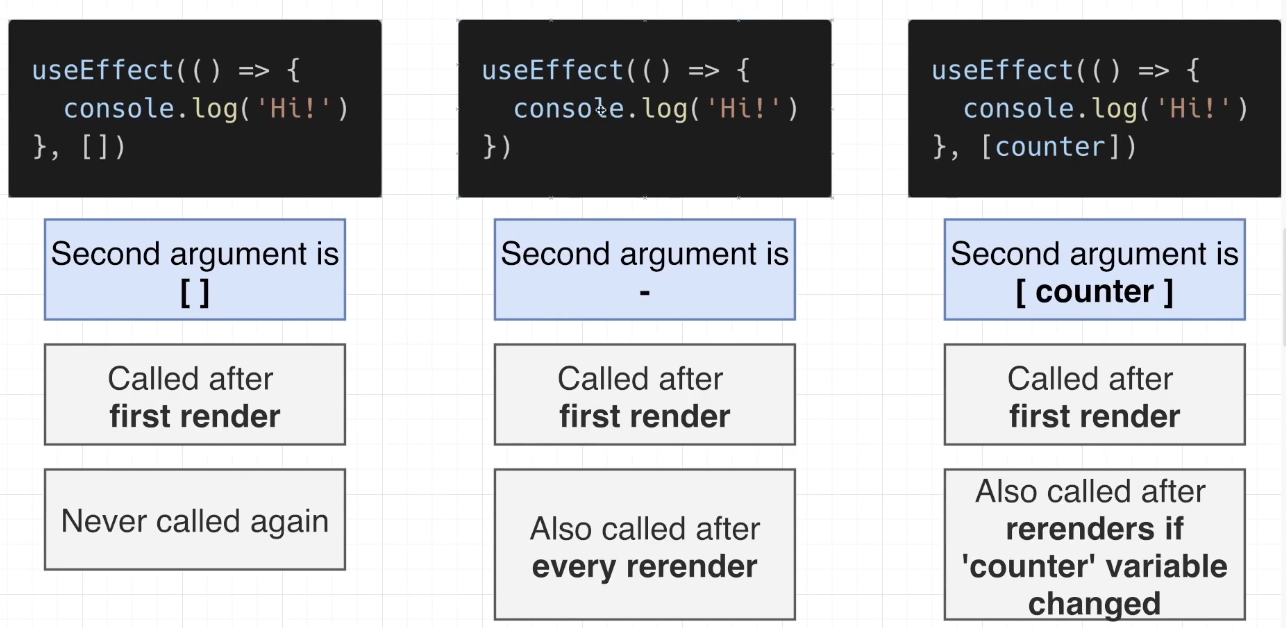 useEffect(() => {
  console.log('Hi!')
}, [])
Second argument is
[ ]
Called after
first render
Never called again
useEffect(() => {
  console.log('Hi!')
})
Second argument is
-
Called after
first render
Also called after
every rerender
useEffect(() => {
  console.log('Hi!')
}, [counter])
Second argument is
[ counter ]
Called after
first render
Also called after
rerenders if
'counter' variable
changed